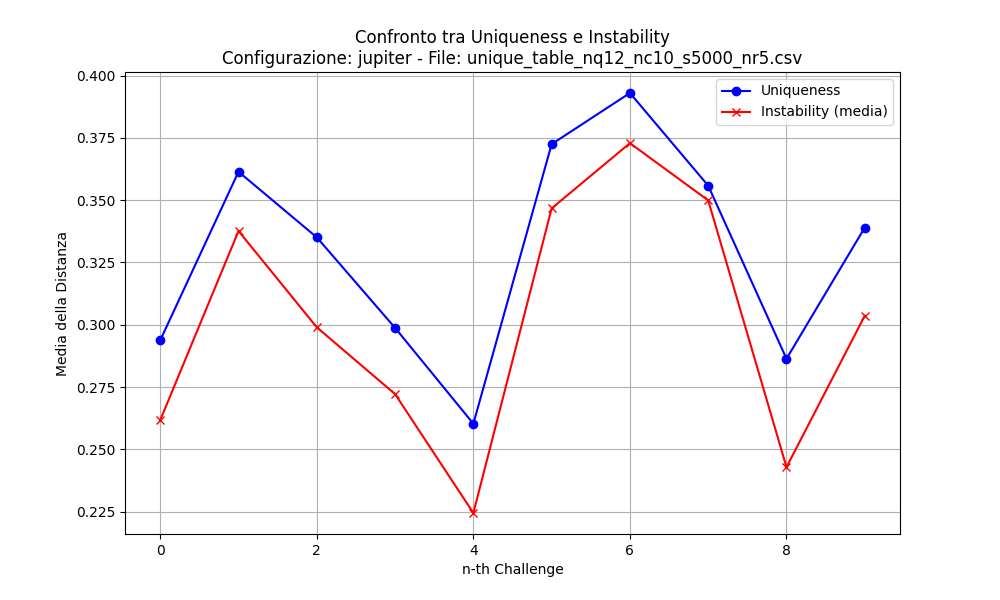 Confronto tra Uniqueness e Instability
Configurazione: jupiter - File: unique_table_nq12_nc10_s5000_nr5.csv
Uniqueness
Instability (media)
Media della Distanza
0.400
0.375
0.350
0.325
0.300
0.275
0.250
0.225
0 2 4 6 8
n-th Challenge